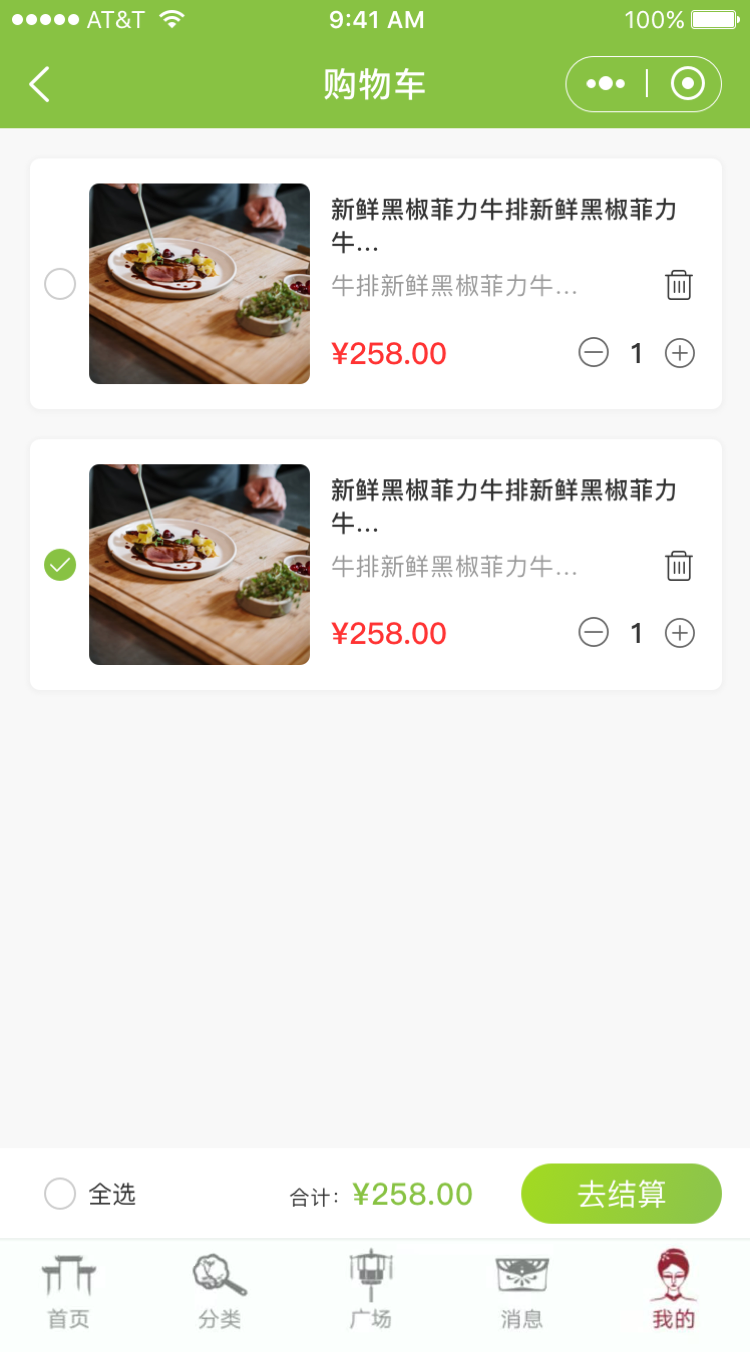 AT&T 9:41 AM 100%
购物车
新鲜黑椒菲力牛排新鲜黑椒菲力
牛...
牛排新鲜黑椒菲力牛...
¥258.00 1
新鲜黑椒菲力牛排新鲜黑椒菲力
牛...
牛排新鲜黑椒菲力牛...
¥258.00 1
全选 合计: ¥258.00 去结算
首页 分类 广场 消息 我的